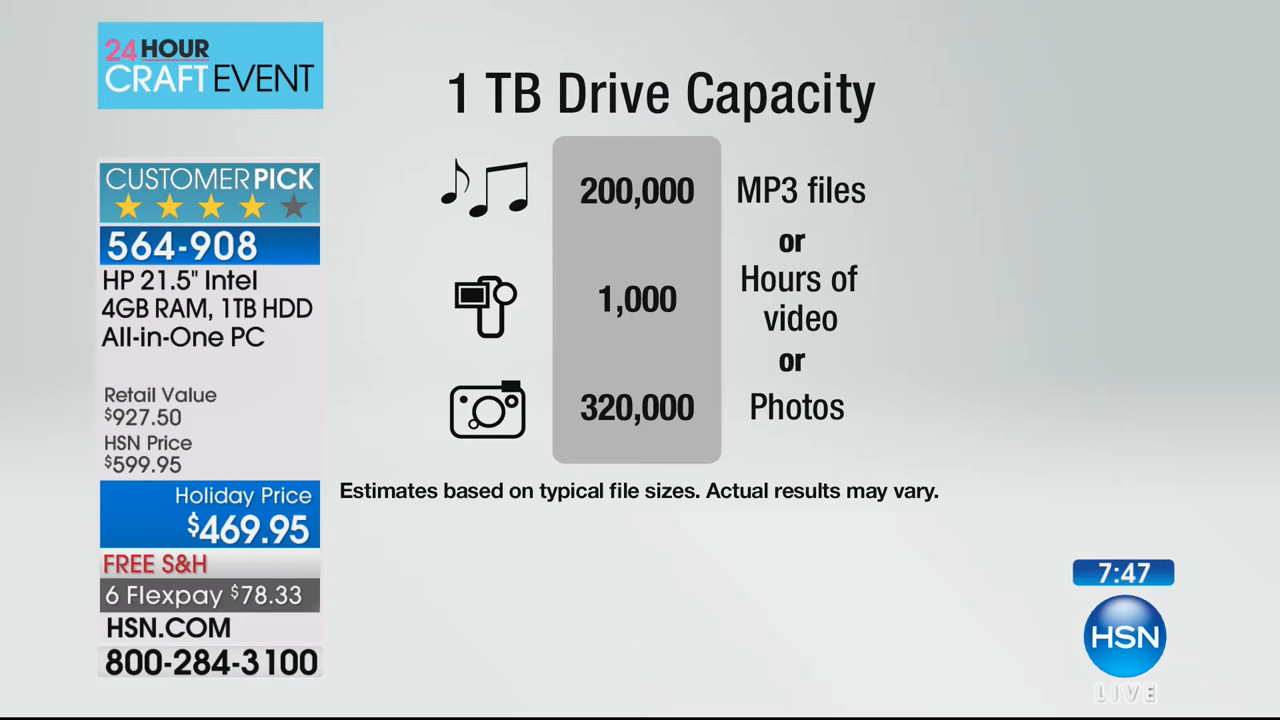 24 HOUR
CRAFT EVENT
CUSTOMER PICK
564-908
HP 21.5" Intel
4GB RAM, 1TB HDD
All-in-One PC
Retail Value
$927.50
HSN Price
$599.95
Holiday Price
$469.95
FREE S&H
6 Flexpay $78.33
HSN.COM
800-284-3100
1 TB Drive Capacity
200,000 MP3 files
or
1,000 Hours of
video
or
320,000 Photos
Estimates based on typical file sizes. Actual results may vary.
7:47
HSN
LIVE